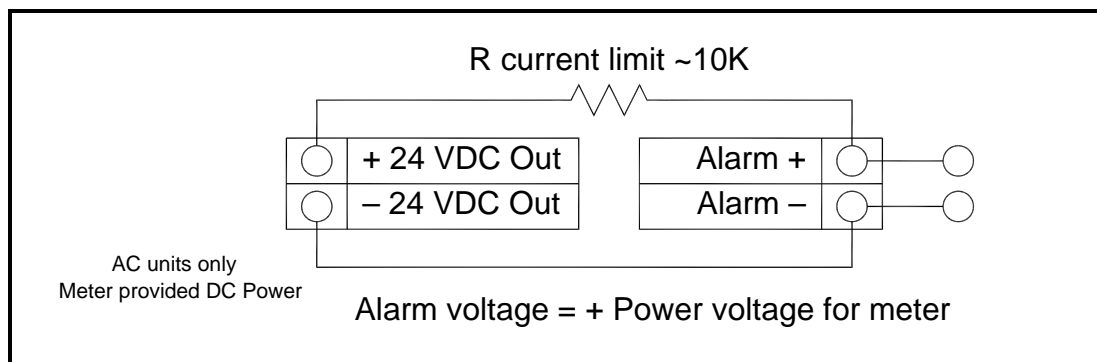 R current limit ~10K
+ 24 VDC Out
Alarm +
– 24 VDC Out
Alarm –
AC units only
Meter provided DC Power
Alarm voltage = + Power voltage for meter